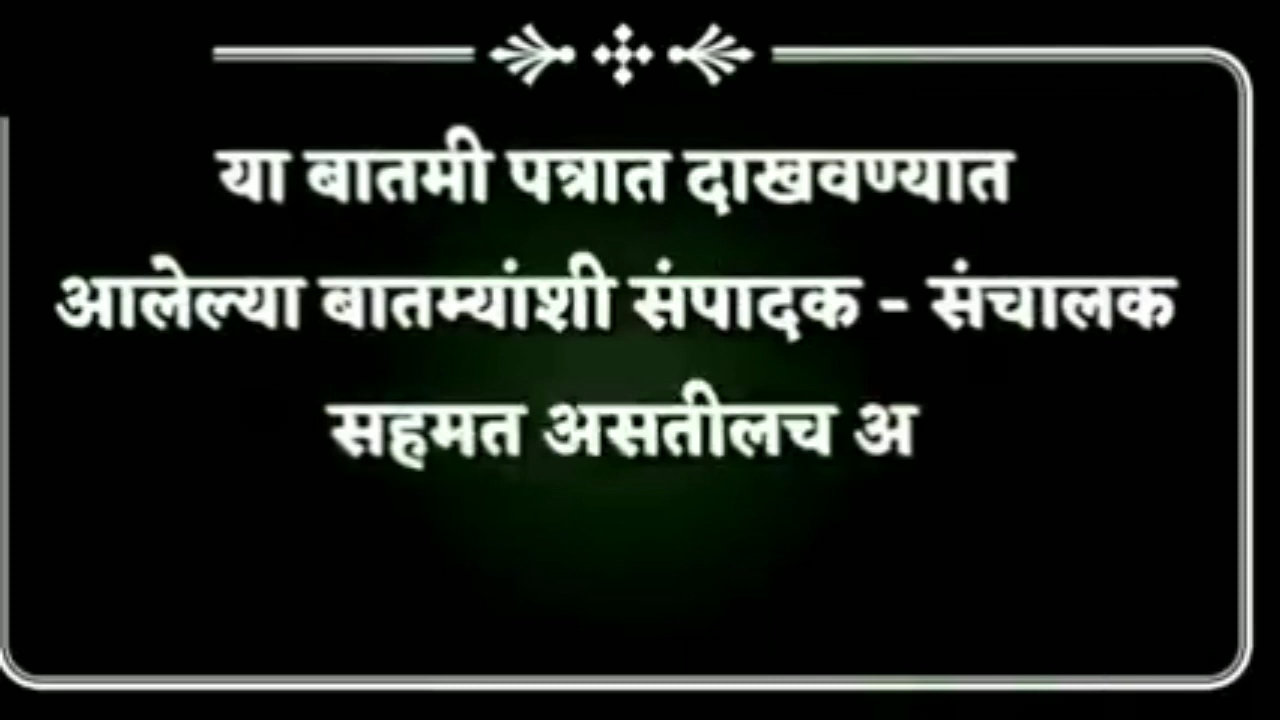 या बातमी पत्रात दाखवण्यात
आलेल्या बातम्यांशी संपादक - संचालक
सहमत असतीलच अ